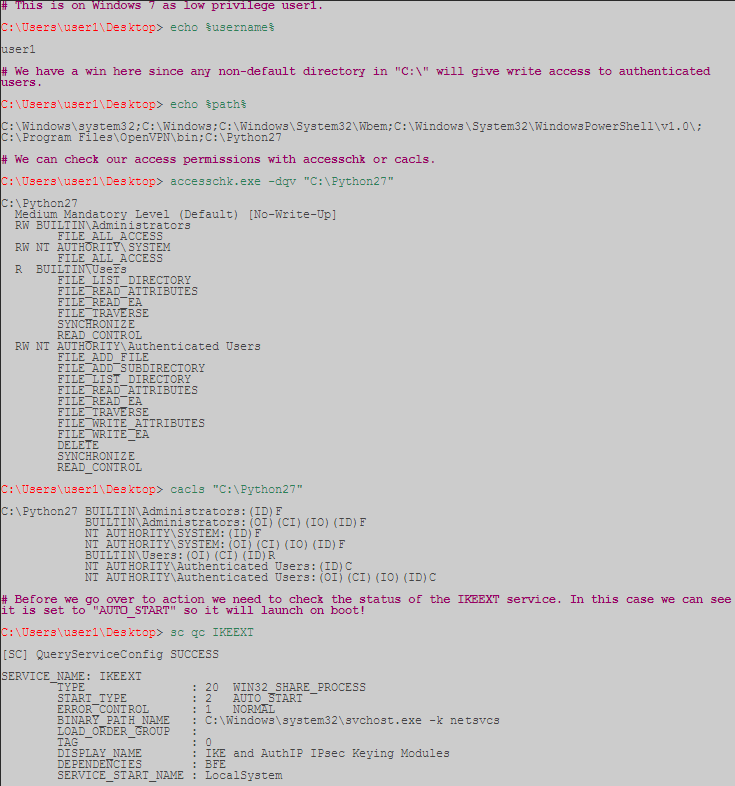 # This is on Windows 7 as low privilege user1.
C:\Users\user1\Desktop> echo %username%
user1
# We have a win here since any non-default directory in "C:\" will give write access to authenticated
users.
C:\Users\user1\Desktop> echo %path%
C:\Windows\system32;C:\Windows;C:\Windows\System32\Wbem;C:\Windows\System32\WindowsPowerShell\v1.0\;
C:\Program Files\OpenVPN\bin;C:\Python27
# We can check our access permissions with accesschk or cacls.
C:\Users\user1\Desktop> accesschk.exe -dqv "C:\Python27"
C:\Python27
  Medium Mandatory Level (Default) [No-Write-Up]
  RW BUILTIN\Administrators
        FILE_ALL_ACCESS
  RW NT AUTHORITY\SYSTEM
        FILE_ALL_ACCESS
  R  BUILTIN\Users
        FILE_LIST_DIRECTORY
        FILE_READ_ATTRIBUTES
        FILE_READ_EA
        FILE_TRAVERSE
        SYNCHRONIZE
        READ_CONTROL
  RW NT AUTHORITY\Authenticated Users
        FILE_ADD_FILE
        FILE_ADD_SUBDIRECTORY
        FILE_LIST_DIRECTORY
        FILE_READ_ATTRIBUTES
        FILE_READ_EA
        FILE_TRAVERSE
        FILE_WRITE_ATTRIBUTES
        FILE_WRITE_EA
        DELETE
        SYNCHRONIZE
        READ_CONTROL
C:\Users\user1\Desktop> cacls "C:\Python27"
C:\Python27 BUILTIN\Administrators:(ID)F
            BUILTIN\Administrators:(OI)(CI)(IO)(ID)F
            NT AUTHORITY\SYSTEM:(ID)F
            NT AUTHORITY\SYSTEM:(OI)(CI)(IO)(ID)F
            BUILTIN\Users:(OI)(CI)(ID)R
            NT AUTHORITY\Authenticated Users:(ID)C
            NT AUTHORITY\Authenticated Users:(OI)(CI)(IO)(ID)C
# Before we go over to action we need to check the status of the IKEEXT service. In this case we can see
it is set to "AUTO_START" so it will launch on boot!
C:\Users\user1\Desktop> sc qc IKEEXT
[SC] QueryServiceConfig SUCCESS
SERVICE_NAME: IKEEXT
        TYPE               : 20  WIN32_SHARE_PROCESS
        START_TYPE         : 2   AUTO_START
        ERROR_CONTROL      : 1   NORMAL
        BINARY_PATH_NAME   : C:\Windows\system32\svchost.exe -k netsvcs
        LOAD_ORDER_GROUP   :
        TAG                : 0
        DISPLAY_NAME       : IKE and AuthIP IPsec Keying Modules
        DEPENDENCIES       : BFE
        SERVICE_START_NAME : LocalSystem